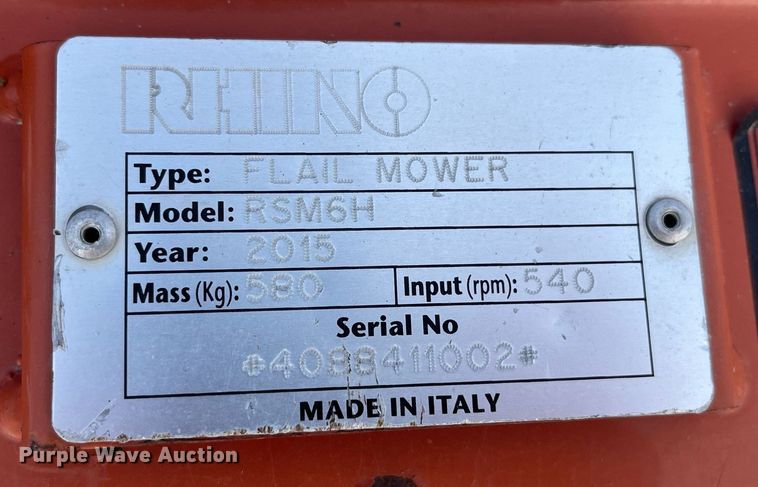 RHINO
Type: FLAIL MOWER
Model: RSM6H
Year: 2015
Mass (Kg): 580 Input (rpm): 540
Serial No
*4088411002*
MADE IN ITALY
Purple Wave Auction